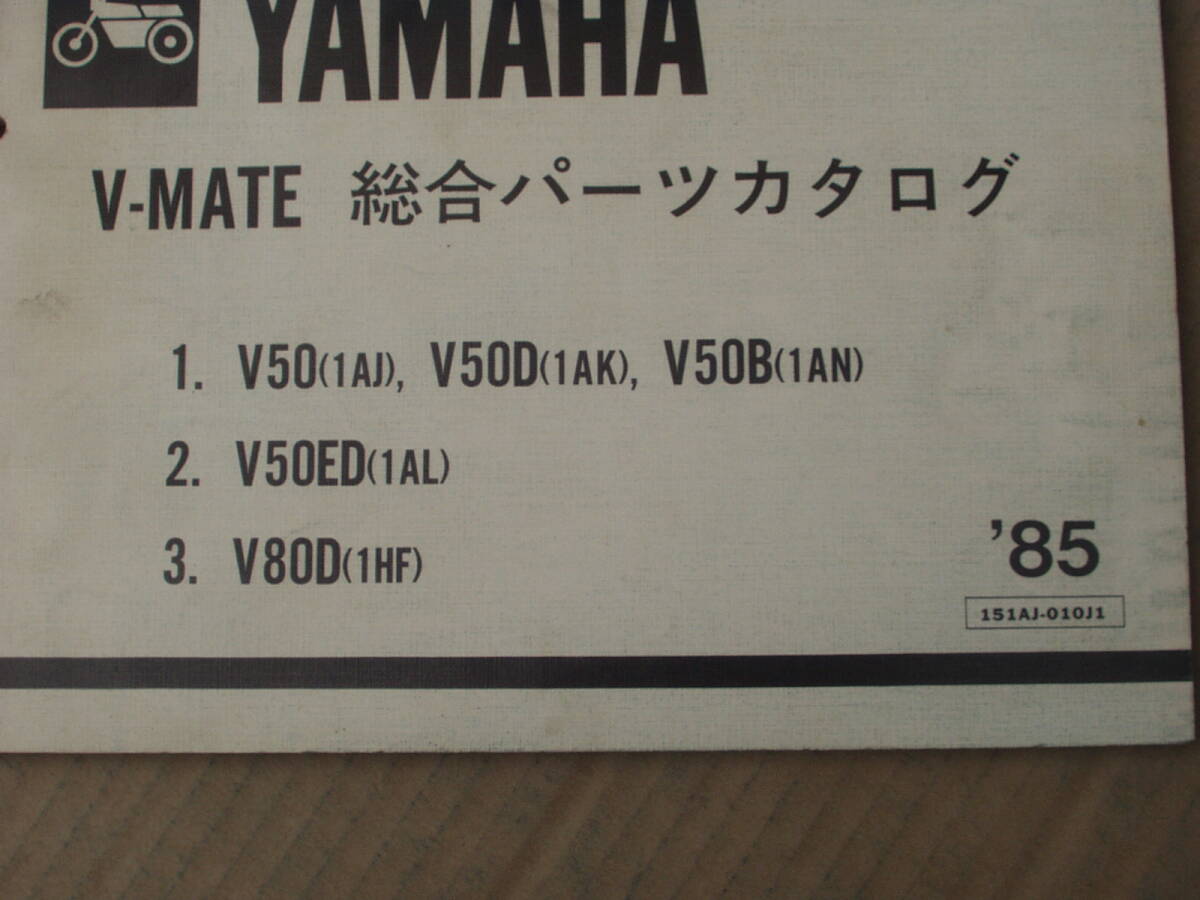 YAMAHA
V-MATE 総合パーツカタログ
1. V50(1AJ), V50D(1AK), V50B(1AN)
2. V50ED(1AL)
3. V80D(1HF)
'85
151AJ-010J1